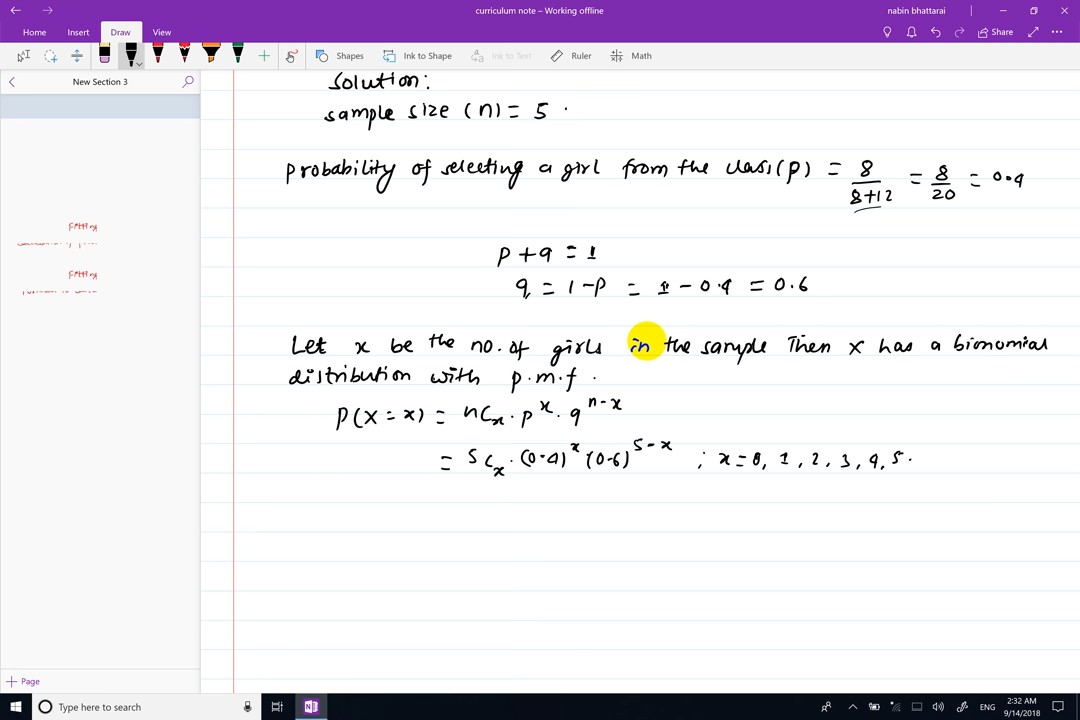 curriculum note – Working offline
nabin bhattarai
Home Insert Draw View
Share
Shapes Ink to Shape Ink to Text Ruler Math
New Section 3
Fitting
Fitting
Solution:
sample size (n) = 5 .
probability of selecting a girl from the class (p) = 8/(8+12) = 8/20 = 0.4
p + q = 1
q = 1 - p = 1 - 0.4 = 0.6
Let x be the no. of girls in the sample Then x has a binomial
distribution with p.m.f .
P(X = x) = nCx . p^x . q^(n-x)
= 5Cx . (0.4)^x (0.6)^(5-x) ; x = 0, 1, 2, 3, 4, 5.
+ Page
Type here to search
ENG
2:32 AM
9/14/2018